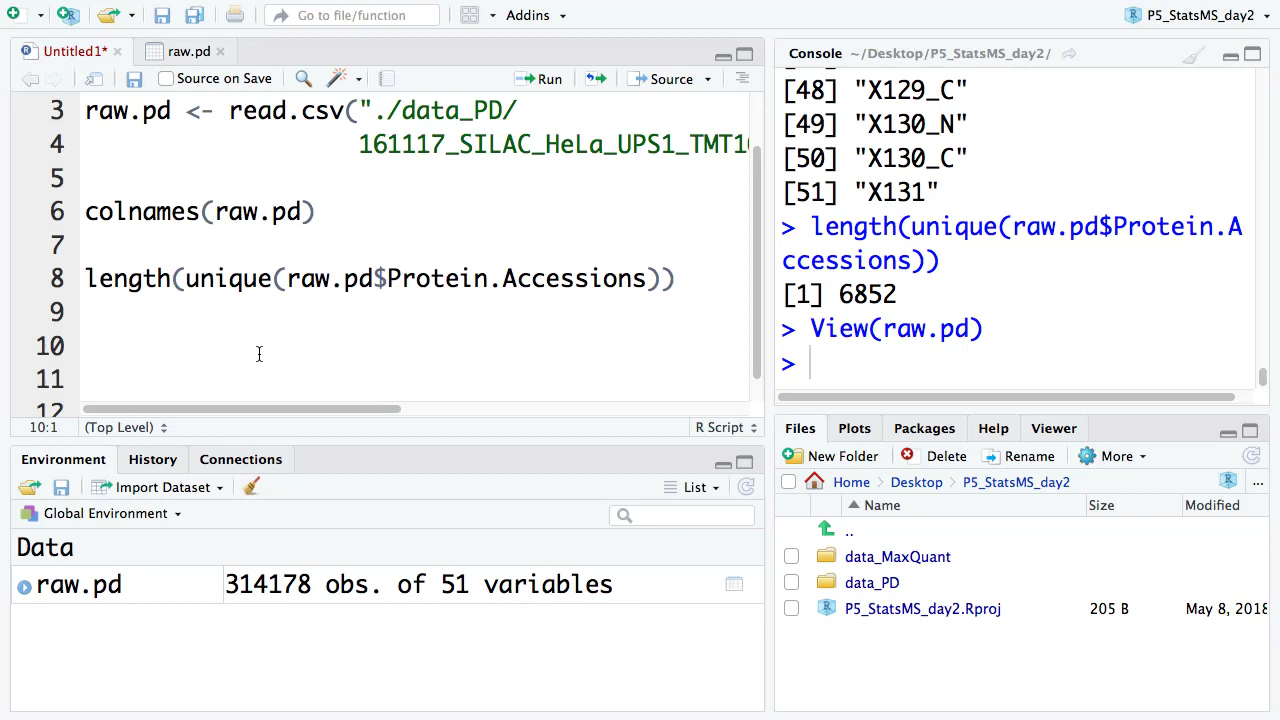 Go to file/function
Addins
P5_StatsMS_day2
Untitled1*
raw.pd
Source on Save
Run
Source
3 raw.pd <- read.csv("./data_PD/
4 161117_SILAC_HeLa_UPS1_TMT10
5
6 colnames(raw.pd)
7
8 length(unique(raw.pd$Protein.Accessions))
9
10
11
12
10:1 (Top Level) R Script
Console ~/Desktop/P5_StatsMS_day2/
[48] "X129_C"
[49] "X130_N"
[50] "X130_C"
[51] "X131"
> length(unique(raw.pd$Protein.A
ccessions))
[1] 6852
> View(raw.pd)
>
Environment History Connections
Import Dataset
List
Global Environment
Data
raw.pd 314178 obs. of 51 variables
Files Plots Packages Help Viewer
New Folder Delete Rename More
Home Desktop P5_StatsMS_day2 ...
Name Size Modified
..
data_MaxQuant
data_PD
P5_StatsMS_day2.Rproj 205 B May 8, 2018